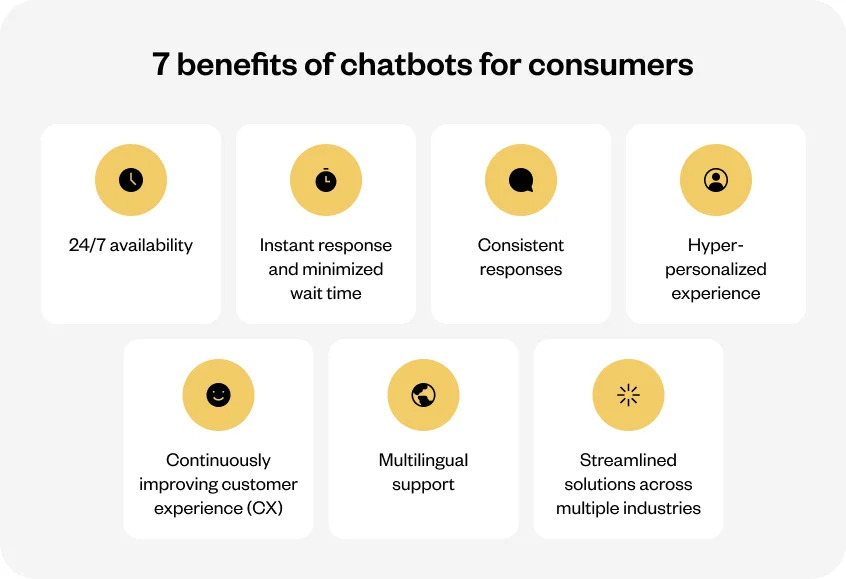 7 benefits of chatbots for consumers
24/7 availability
Instant response
and minimized
wait time
Consistent
responses
Hyper-
personalized
experience
Continuously
improving customer
experience (CX)
Multilingual
support
Streamlined
solutions across
multiple industries